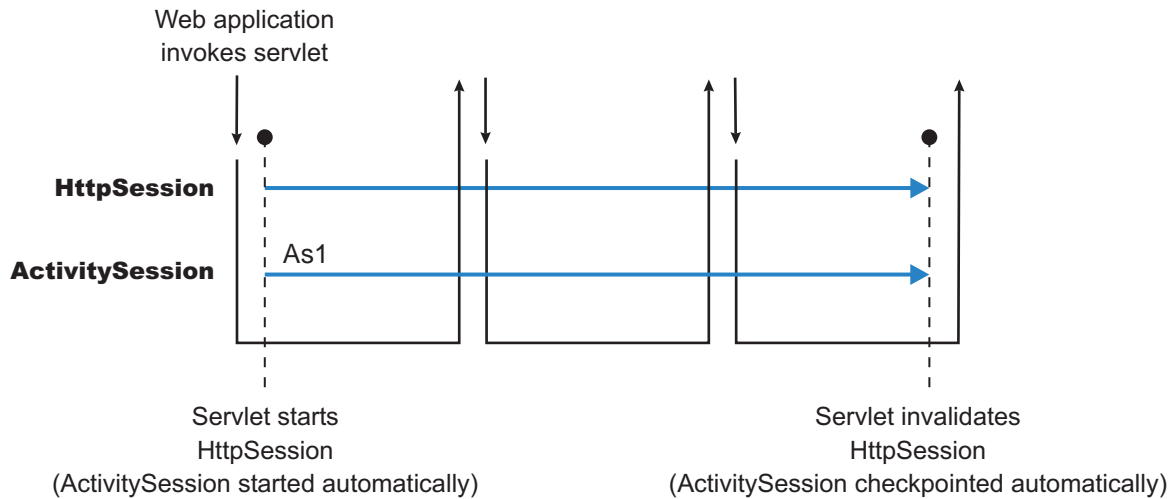 Web application
invokes servlet
HttpSession
ActivitySession
As1
Servlet starts
HttpSession
(ActivitySession started automatically)
Servlet invalidates
HttpSession
(ActivitySession checkpointed automatically)